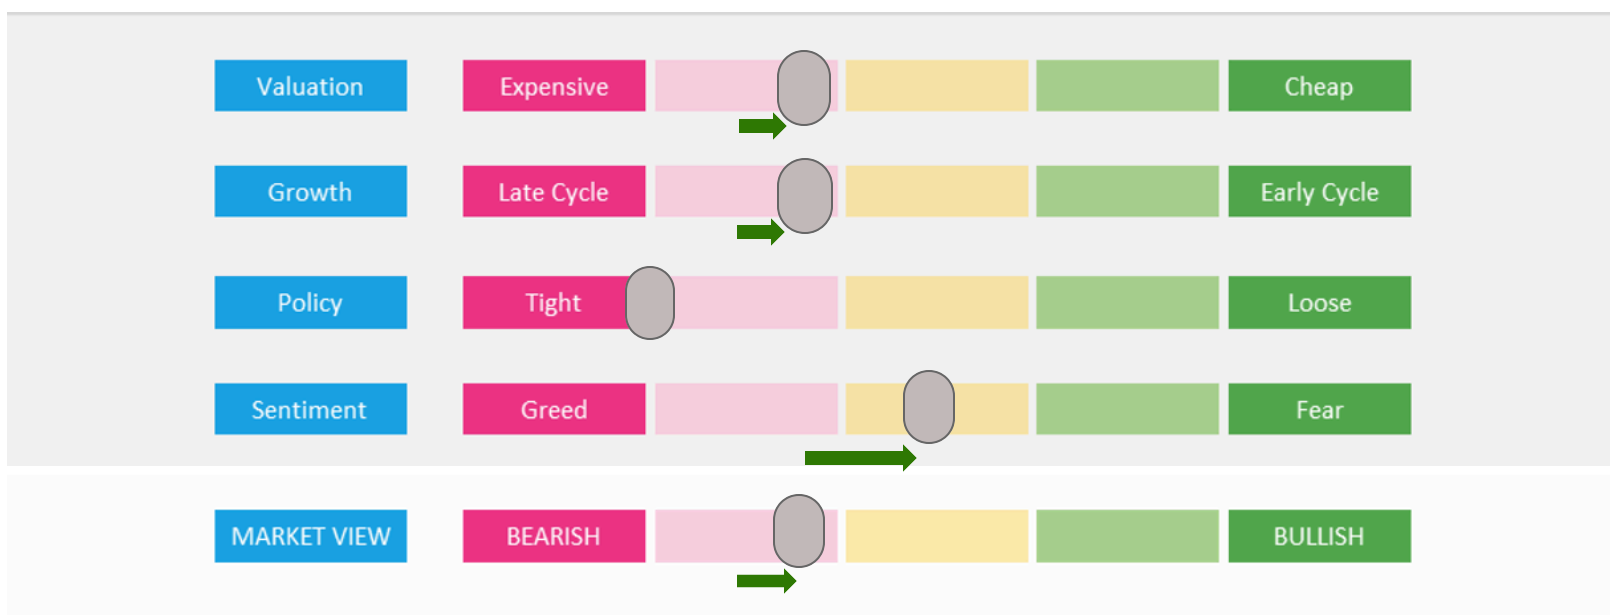 Valuation Expensive Cheap
Growth Late Cycle Early Cycle
Policy Tight Loose
Sentiment Greed Fear
MARKET VIEW BEARISH BULLISH